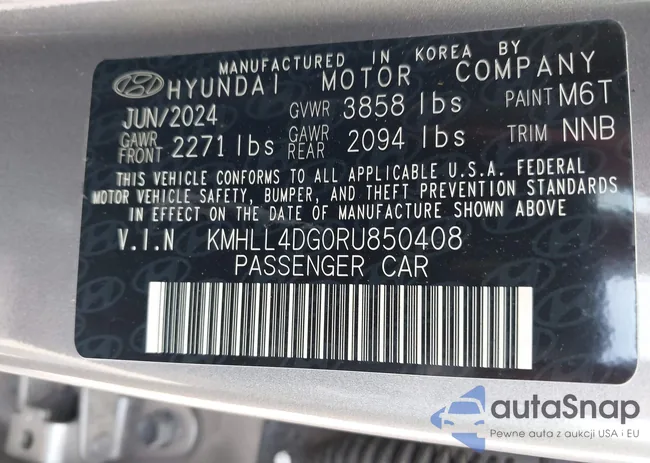 MANUFACTURED IN KOREA BY
HYUNDAI MOTOR COMPANY
JUN/2024 GVWR 3858 lbs PAINT M6T
GAWR FRONT 2271 lbs GAWR REAR 2094 lbs TRIM NNB
THIS VEHICLE CONFORMS TO ALL APPLICABLE U.S.A. FEDERAL
MOTOR VEHICLE SAFETY, BUMPER, AND THEFT PREVENTION STANDARDS
IN EFFECT ON THE DATE OF MANUFACTURE SHOWN ABOVE
V.I.N KMHLL4DG0RU850408
PASSENGER CAR
autaSnap
Pewne auta z aukcji USA i EU